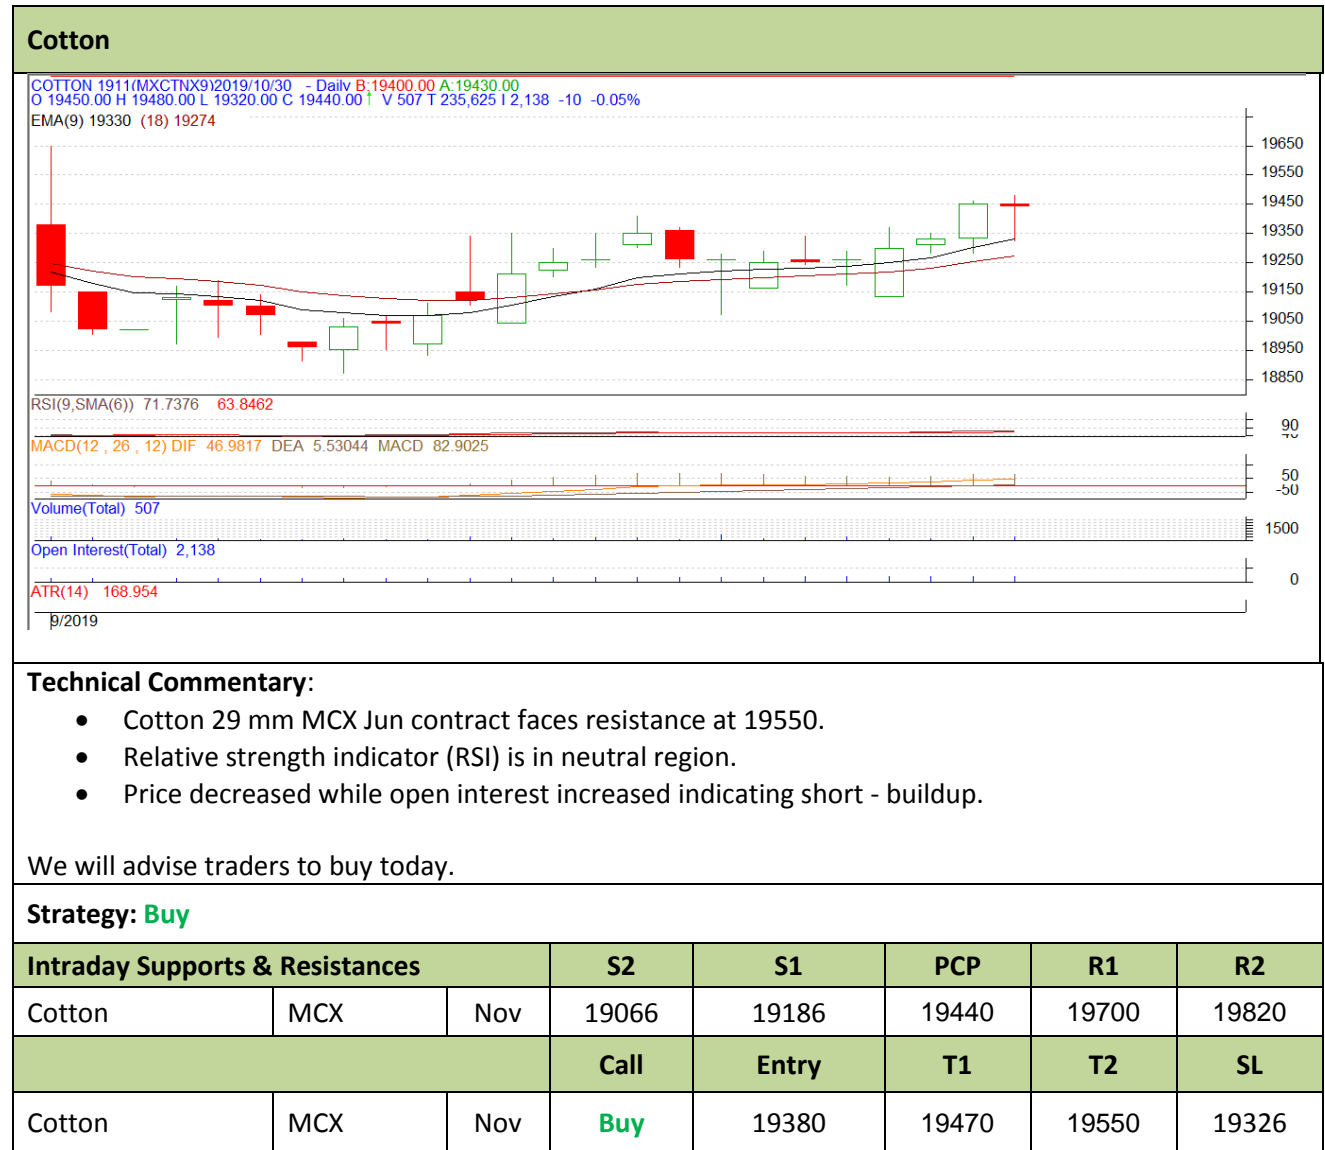 Cotton
COTTON 1911(MXCTNX9)2019/10/30 - Daily B:19400.00 A:19430.00
O 19450.00 H 19480.00 L 19320.00 C 19440.00↑ V 507 T 235,625 I 2,138 -10 -0.05%
EMA(9) 19330 (18) 19274
19650
19550
19450
19350
19250
19150
19050
18950
18850
RSI(9,SMA(6)) 71.7376 63.8462
90
40
MACD(12 , 26 , 12) DIF 46.9817 DEA 5.53044 MACD 82.9025
50
-50
Volume(Total) 507
1500
Open Interest(Total) 2,138
0
ATR(14) 168.954
9/2019
Technical Commentary:
• Cotton 29 mm MCX Jun contract faces resistance at 19550.
• Relative strength indicator (RSI) is in neutral region.
• Price decreased while open interest increased indicating short - buildup.
We will advise traders to buy today.
Strategy: Buy
Intraday Supports & Resistances S2 S1 PCP R1 R2
Cotton MCX Nov 19066 19186 19440 19700 19820
Call Entry T1 T2 SL
Cotton MCX Nov Buy 19380 19470 19550 19326